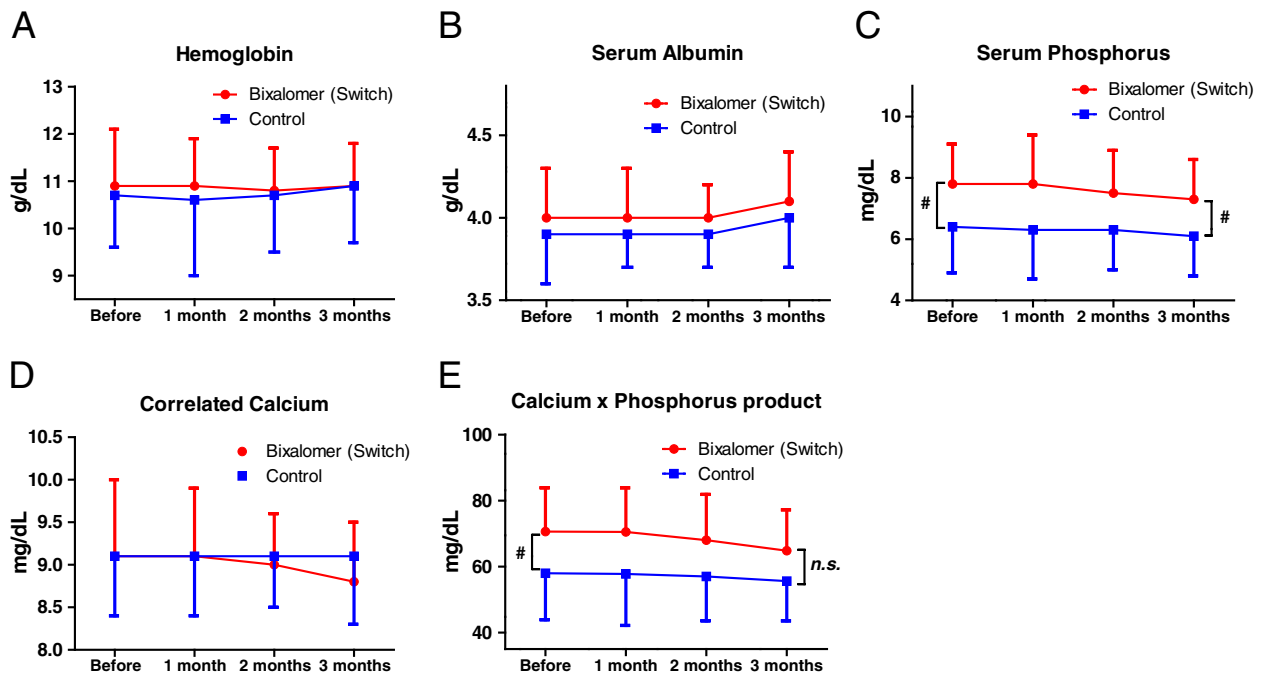 A
Hemoglobin
g/dL
13
12
11
10
9
Bixalomer (Switch)
Control
Before 1 month 2 months 3 months
B
Serum Albumin
g/dL
4.5
4.0
3.5
Bixalomer (Switch)
Control
Before 1 month 2 months 3 months
C
Serum Phosphorus
mg/dL
10
8
6
4
Bixalomer (Switch)
Control
#
#
Before 1 month 2 months 3 months
D
Correlated Calcium
mg/dL
10.5
10.0
9.5
9.0
8.5
8.0
Bixalomer (Switch)
Control
Before 1 month 2 months 3 months
E
Calcium x Phosphorus product
mg/dL
100
80
60
40
Bixalomer (Switch)
Control
#
n.s.
Before 1 month 2 months 3 months